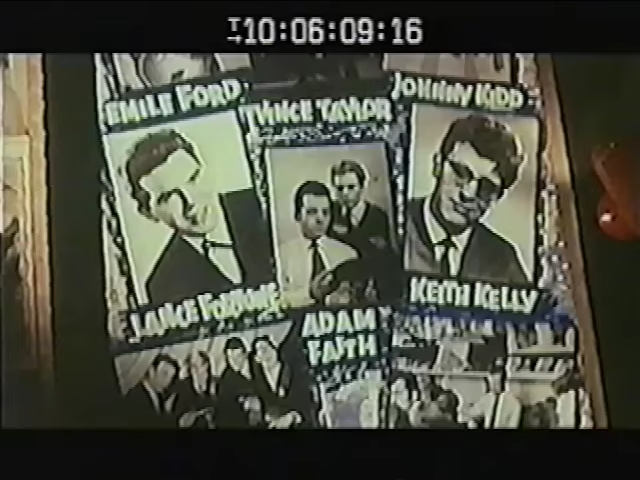 T→10:06:09:16
EMILE FORD
VINCE TAYLOR
JOHNNY KIDD
LANCE FORTUNE
ADAM
FAITH
KEITH KELLY